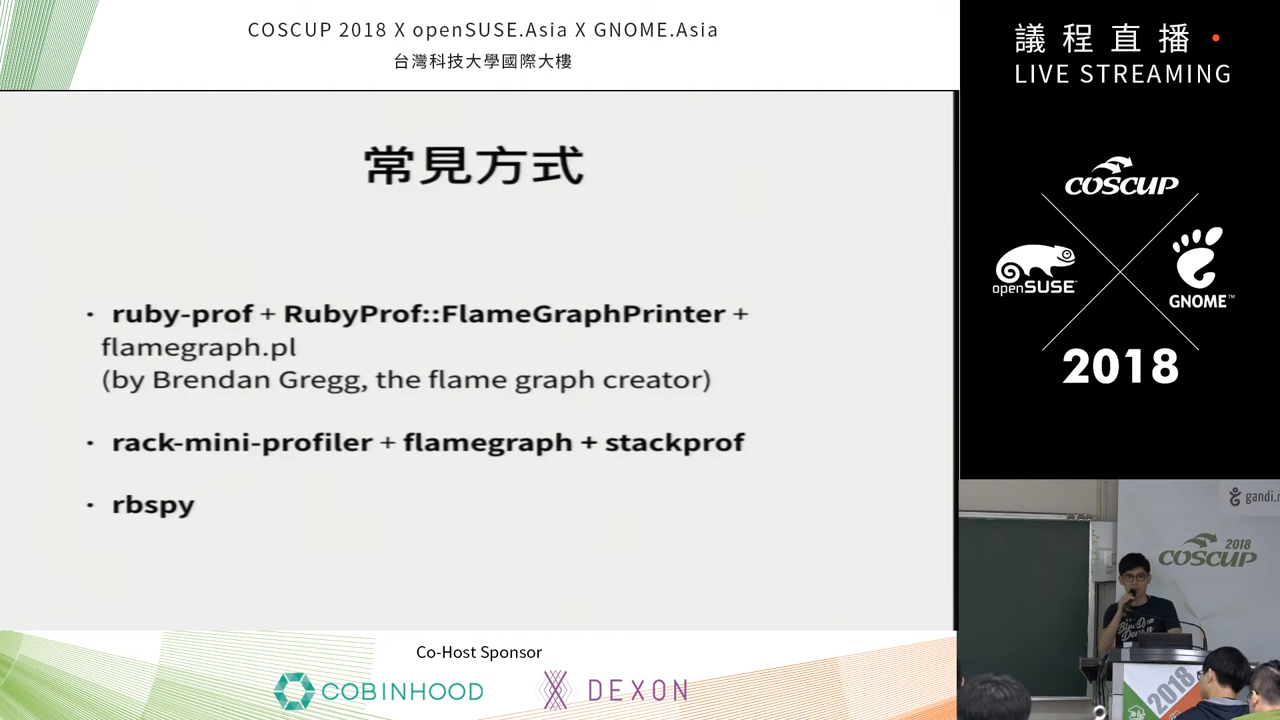 COSCUP 2018 X openSUSE.Asia X GNOME.Asia
台灣科技大學國際大樓
常見方式
· ruby-prof + RubyProf::FlameGraphPrinter +
flamegraph.pl
(by Brendan Gregg, the flame graph creator)
· rack-mini-profiler + flamegraph + stackprof
· rbspy
Co-Host Sponsor
COBINHOOD
DEXON
議程直播
LIVE STREAMING
COSCUP
openSUSE
GNOME™
2018
gandi.n
2018
COSCUP
2018